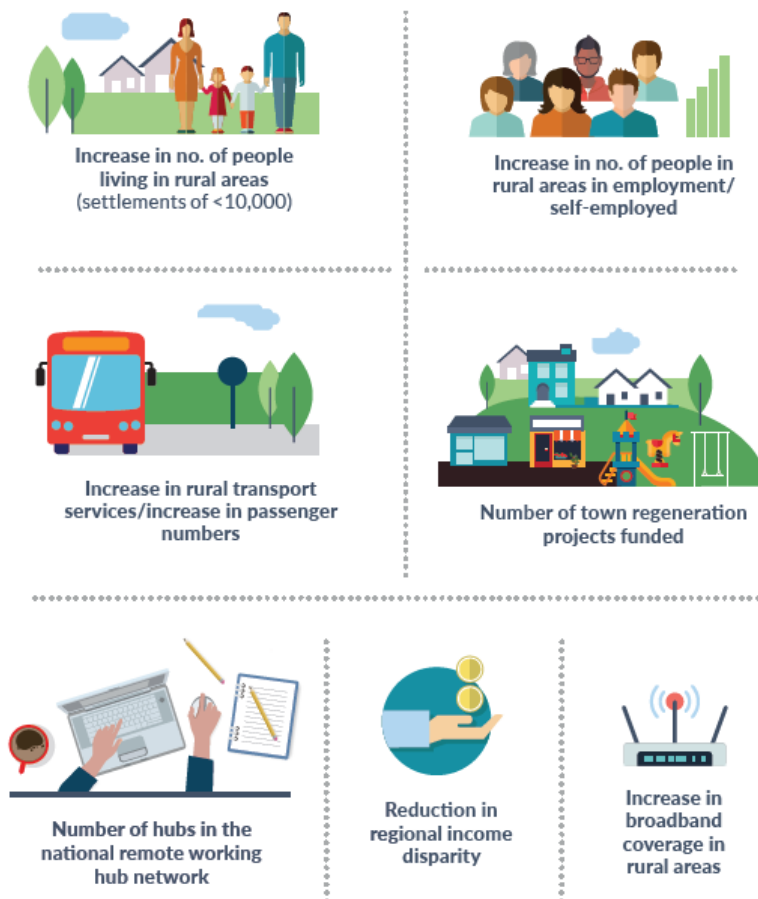 Increase in no. of people
living in rural areas
(settlements of <10,000)
Increase in no. of people in
rural areas in employment/
self-employed
Increase in rural transport
services/increase in passenger
numbers
Number of town regeneration
projects funded
Number of hubs in the
national remote working
hub network
Reduction in
regional income
disparity
Increase in
broadband
coverage in
rural areas